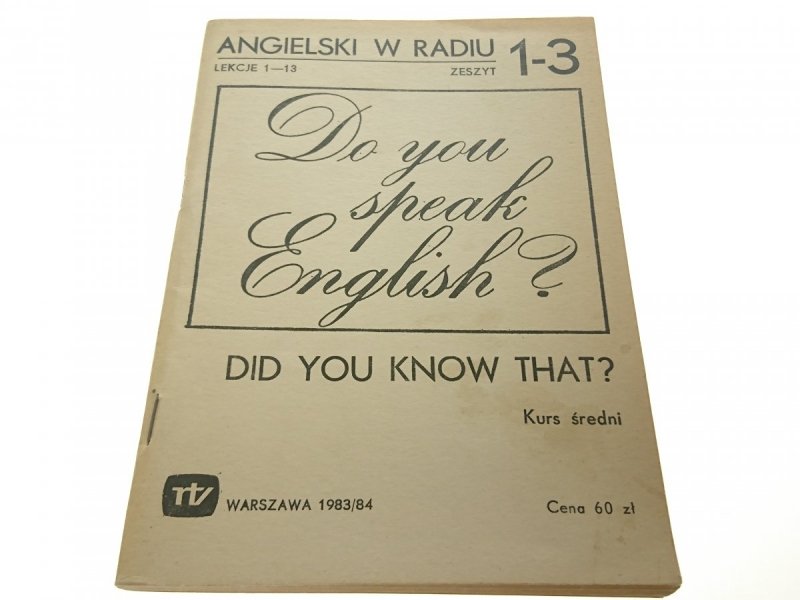 ANGIELSKI W RADIU 1-3
LEKCJE 1—13 ZESZYT
Do you
speak
English?
DID YOU KNOW THAT?
Kurs średni
rtv WARSZAWA 1983/84 Cena 60 zł